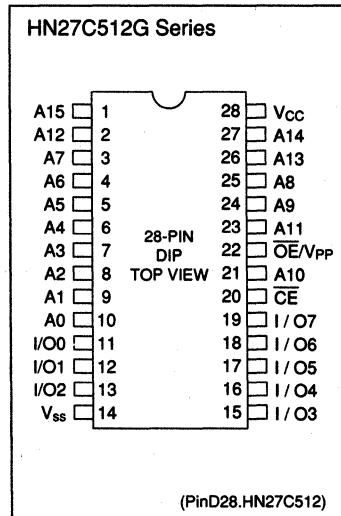 HN27C512G Series
A15 1 28 VCC
A12 2 27 A14
A7 3 26 A13
A6 4 25 A8
A5 5 24 A9
A4 6 23 A11
A3 7 28-PIN 22 OE/VPP
A2 8 DIP 21 A10
A1 9 TOP VIEW 20 CE
A0 10 19 I/O7
I/O0 11 18 I/O6
I/O1 12 17 I/O5
I/O2 13 16 I/O4
Vss 14 15 I/O3
(PinD28.HN27C512)